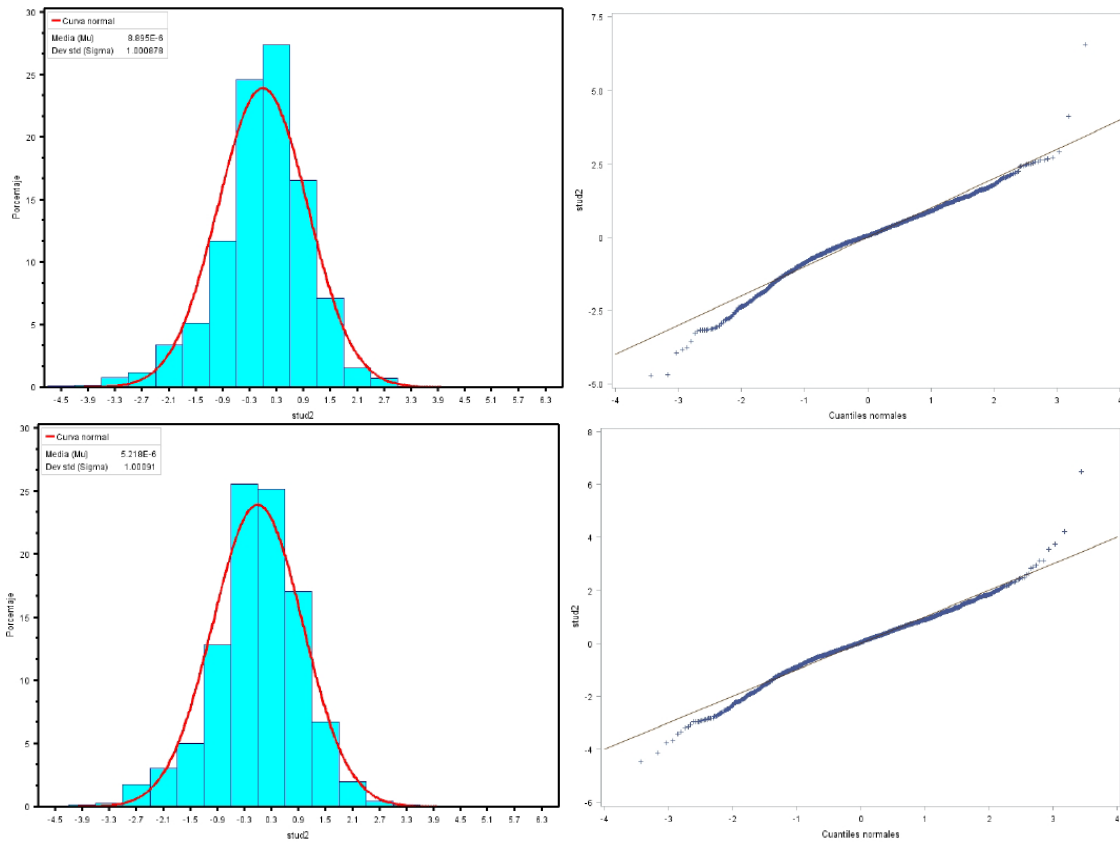 Curva normal
Media (Mu) 8.895E-6
Dev std (Sigma) 1.000878
Porcentaje
30
25
20
15
10
5
0
-4.5 -3.9 -3.3 -2.7 -2.1 -1.5 -0.9 -0.3 0.3 0.9 1.5 2.1 2.7 3.3 3.9 4.5 5.1 5.7 6.3
stud2
stud2
7.5
5.0
2.5
0
-2.5
-5.0
-4 -3 -2 -1 0 1 2 3 4
Cuantiles normales
Curva normal
Media (Mu) 5.218E-6
Dev std (Sigma) 1.00091
Porcentaje
30
25
20
15
10
5
0
-4.5 -3.9 -3.3 -2.7 -2.1 -1.5 -0.9 -0.3 0.3 0.9 1.5 2.1 2.7 3.3 3.9 4.5 5.1 5.7 6.3
stud2
stud2
8
6
4
2
0
-2
-4
-6
-4 -3 -2 -1 0 1 2 3 4
Cuantiles normales